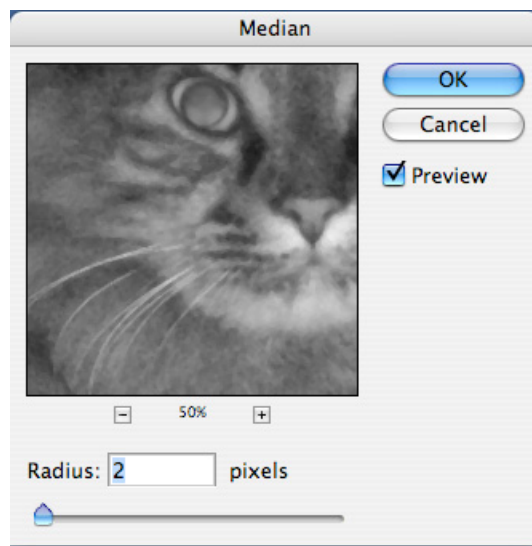 Median
OK
Cancel
Preview
− 50% +
Radius: 2 pixels